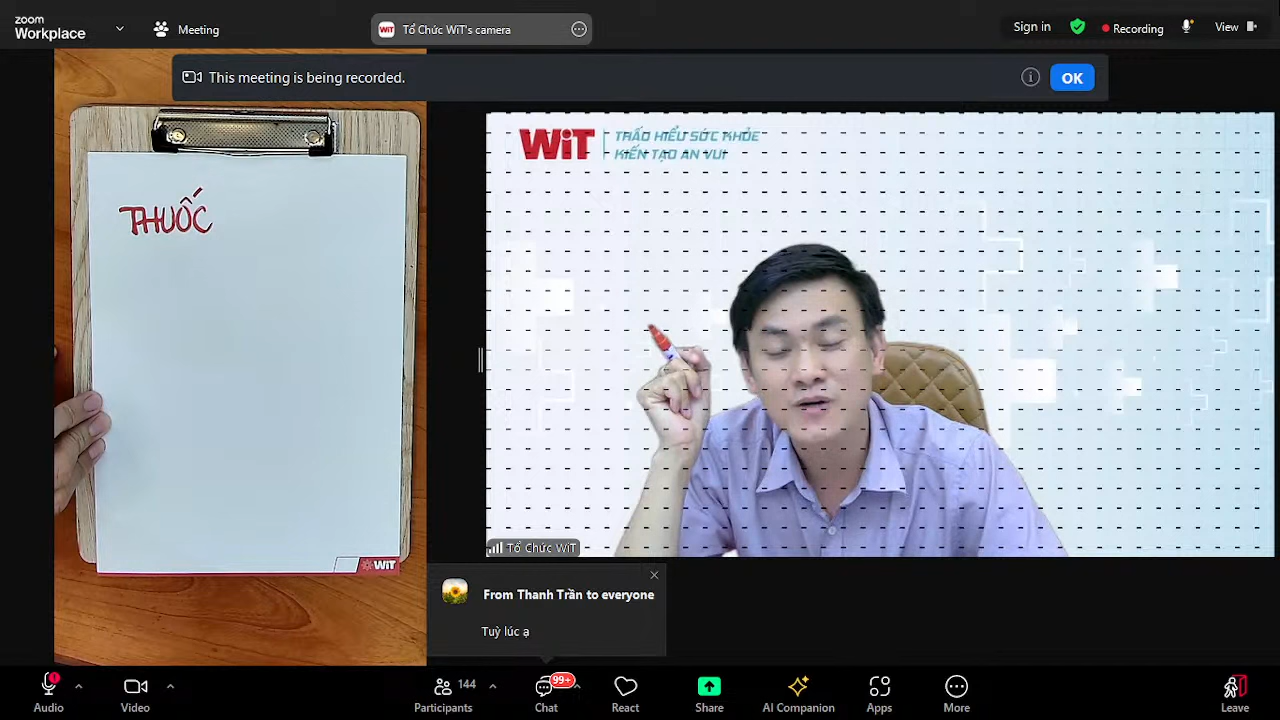 zoom
Workplace
Meeting
WiT Tổ Chức WiT's camera
Sign in
Recording
View
This meeting is being recorded.
OK
THUỐC
WiT
WiT
THẤU HIỂU SỨC KHỎE
KIẾN TẠO AN VUI
Tổ Chức WiT
From Thanh Trần to everyone
Tuỳ lúc ạ
Audio
Video
144
Participants
99+
Chat
React
Share
AI Companion
Apps
More
Leave